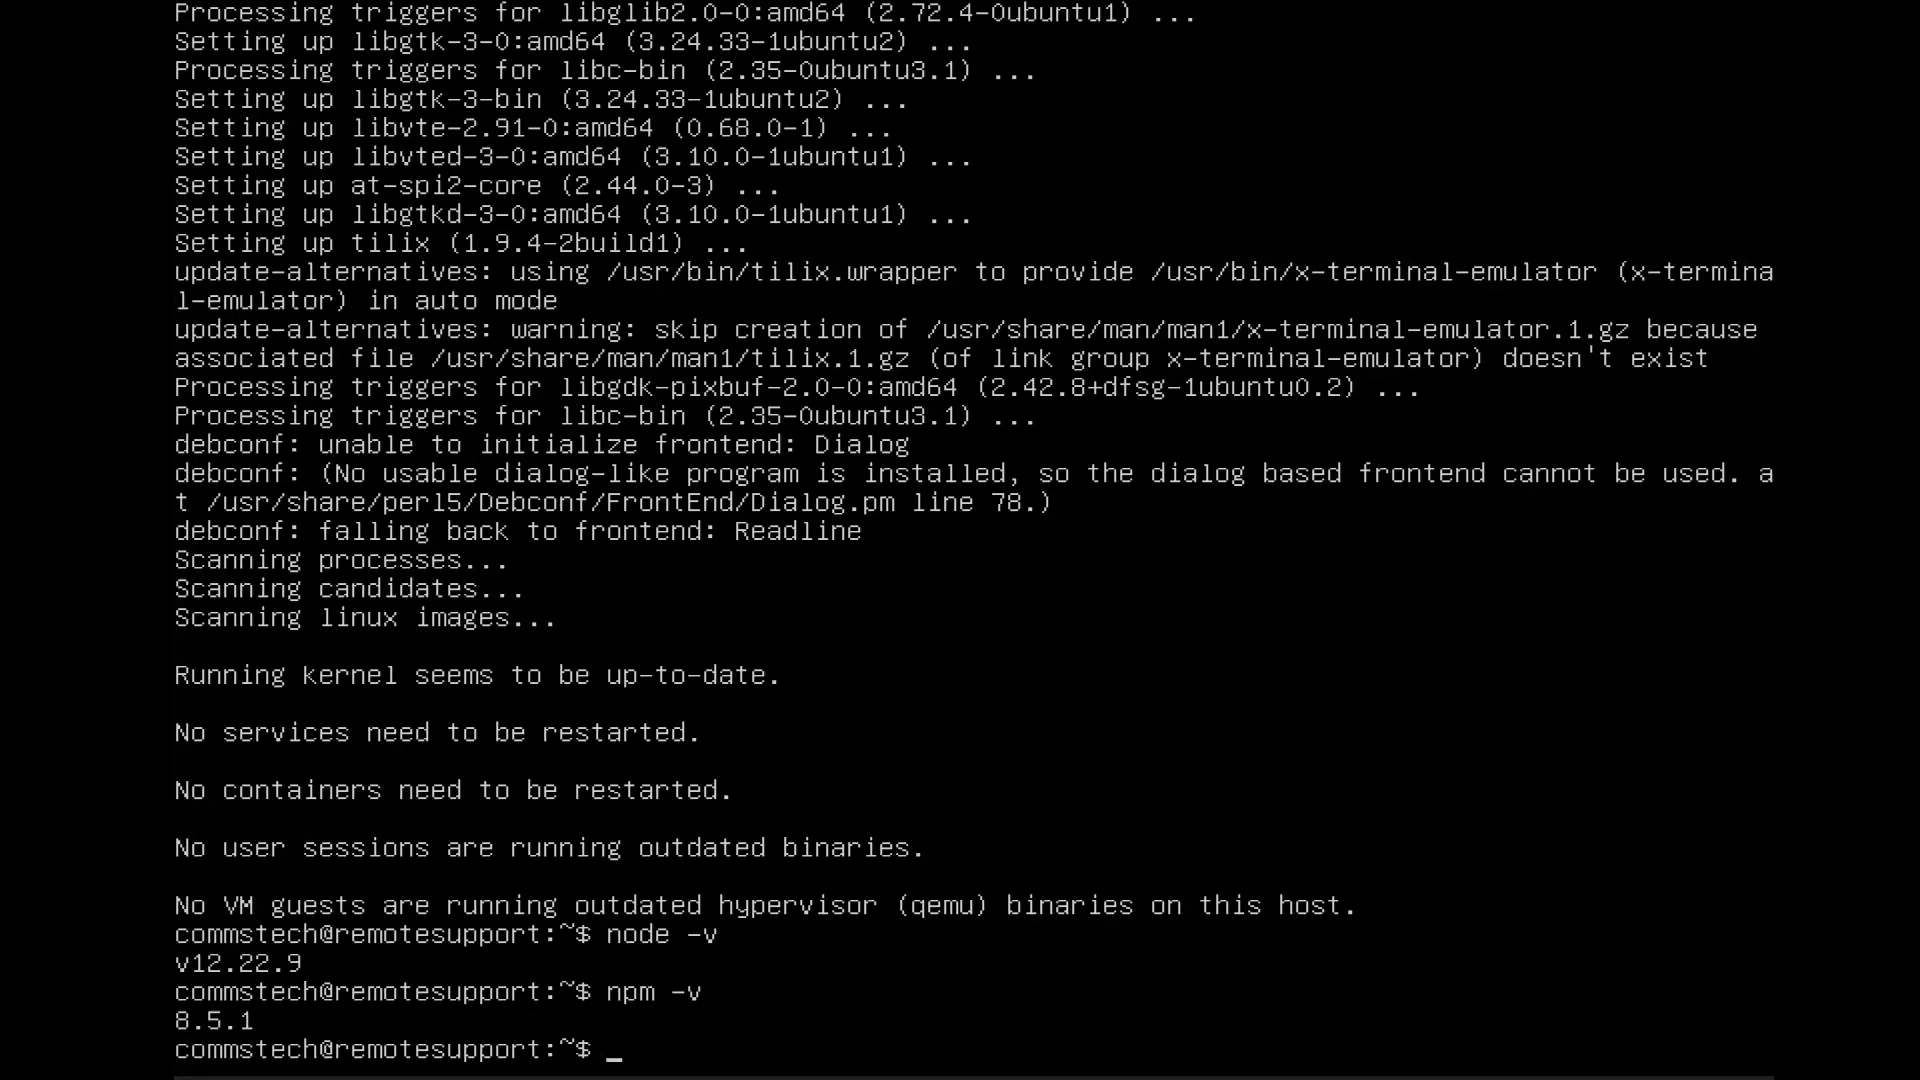 Processing triggers for libglib2.0-0:amd64 (2.72.4-0ubuntu1) ...
Setting up libgtk-3-0:amd64 (3.24.33-1ubuntu2) ...
Processing triggers for libc-bin (2.35-0ubuntu3.1) ...
Setting up libgtk-3-bin (3.24.33-1ubuntu2) ...
Setting up libvte-2.91-0:amd64 (0.68.0-1) ...
Setting up libvted-3-0:amd64 (3.10.0-1ubuntu1) ...
Setting up at-spi2-core (2.44.0-3) ...
Setting up libgtkd-3-0:amd64 (3.10.0-1ubuntu1) ...
Setting up tilix (1.9.4-2build1) ...
update-alternatives: using /usr/bin/tilix.wrapper to provide /usr/bin/x-terminal-emulator (x-termina
l-emulator) in auto mode
update-alternatives: warning: skip creation of /usr/share/man/man1/x-terminal-emulator.1.gz because
associated file /usr/share/man/man1/tilix.1.gz (of link group x-terminal-emulator) doesn't exist
Processing triggers for libgdk-pixbuf-2.0-0:amd64 (2.42.8+dfsg-1ubuntu0.2) ...
Processing triggers for libc-bin (2.35-0ubuntu3.1) ...
debconf: unable to initialize frontend: Dialog
debconf: (No usable dialog-like program is installed, so the dialog based frontend cannot be used. a
t /usr/share/perl5/Debconf/FrontEnd/Dialog.pm line 78.)
debconf: falling back to frontend: Readline
Scanning processes...
Scanning candidates...
Scanning linux images...
Running kernel seems to be up-to-date.
No services need to be restarted.
No containers need to be restarted.
No user sessions are running outdated binaries.
No VM guests are running outdated hypervisor (qemu) binaries on this host.
commstech@remotesupport:~$ node -v
v12.22.9
commstech@remotesupport:~$ npm -v
8.5.1
commstech@remotesupport:~$ _